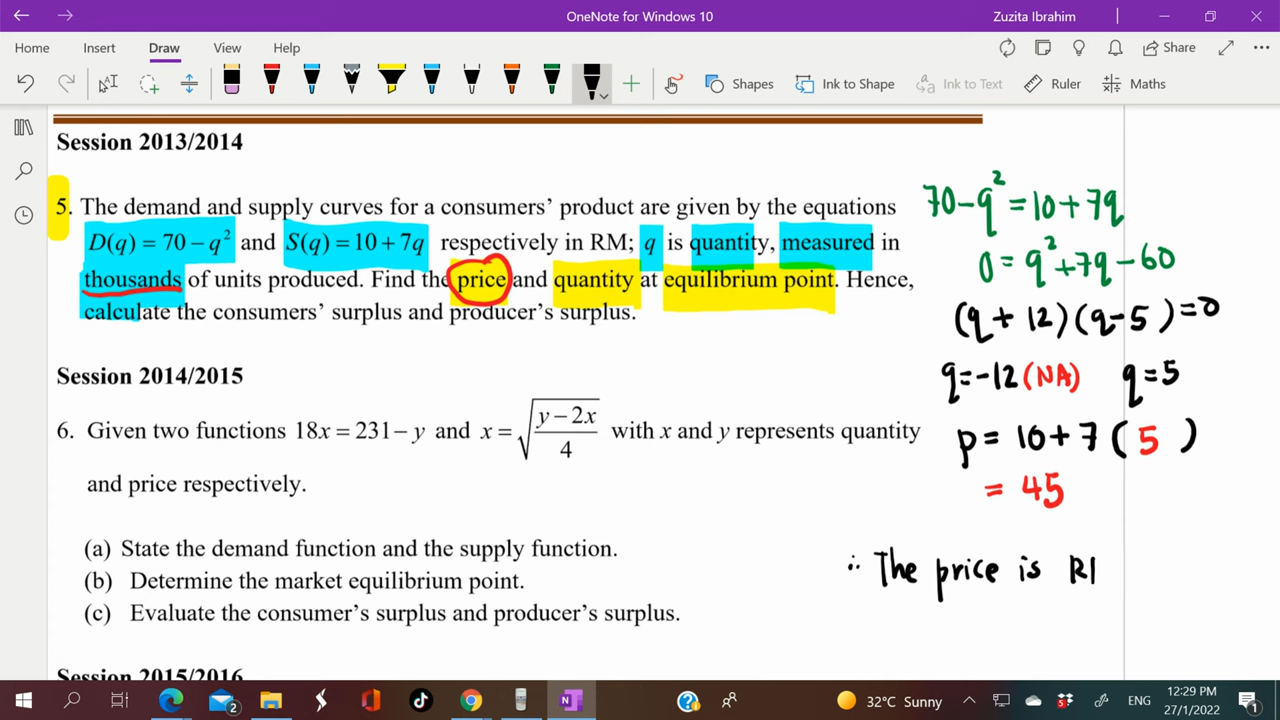 OneNote for Windows 10
Zuzita Ibrahim
Home Insert Draw View Help
Share
Shapes Ink to Shape Ink to Text Ruler Maths
Session 2013/2014
5. The demand and supply curves for a consumers' product are given by the equations
D(q) = 70 − q² and S(q) = 10 + 7q respectively in RM; q is quantity, measured in
thousands of units produced. Find the price and quantity at equilibrium point. Hence,
calculate the consumers' surplus and producer's surplus.
Session 2014/2015
6. Given two functions 18x = 231 − y and x = √((y − 2x)/4) with x and y represents quantity
and price respectively.
(a) State the demand function and the supply function.
(b) Determine the market equilibrium point.
(c) Evaluate the consumer's surplus and producer's surplus.
Session 2015/2016
70 − q² = 10 + 7q
0 = q² + 7q − 60
(q + 12)(q − 5) = 0
q = −12 (NA) q = 5
p = 10 + 7(5)
= 45
∴ The price is RI
2
5
32°C Sunny
ENG
12:29 PM
27/1/2022
1